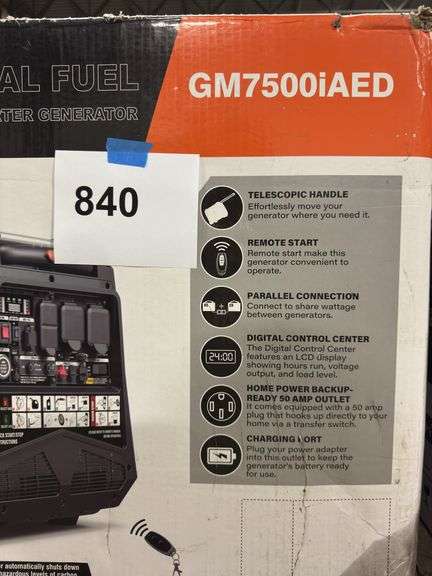 AL FUEL
TER GENERATOR
GM7500iAED
840
TELESCOPIC HANDLE
Effortlessly move your
generator where you need it.
REMOTE START
Remote start make this
generator convenient to
operate.
PARALLEL CONNECTION
Connect to share wattage
between generators.
24:00
DIGITAL CONTROL CENTER
The Digital Control Center
features an LCD display
showing hours run, voltage
output, and load level.
HOME POWER BACKUP-
READY 50 AMP OUTLET
It comes equipped with a 50 amp
plug that hooks up directly to your
home via a transfer switch.
CHARGING ORT
Plug your power adapter
into this outlet to keep the
generator's battery ready
for use.
or automatically shuts down
hazardous levels of carbon